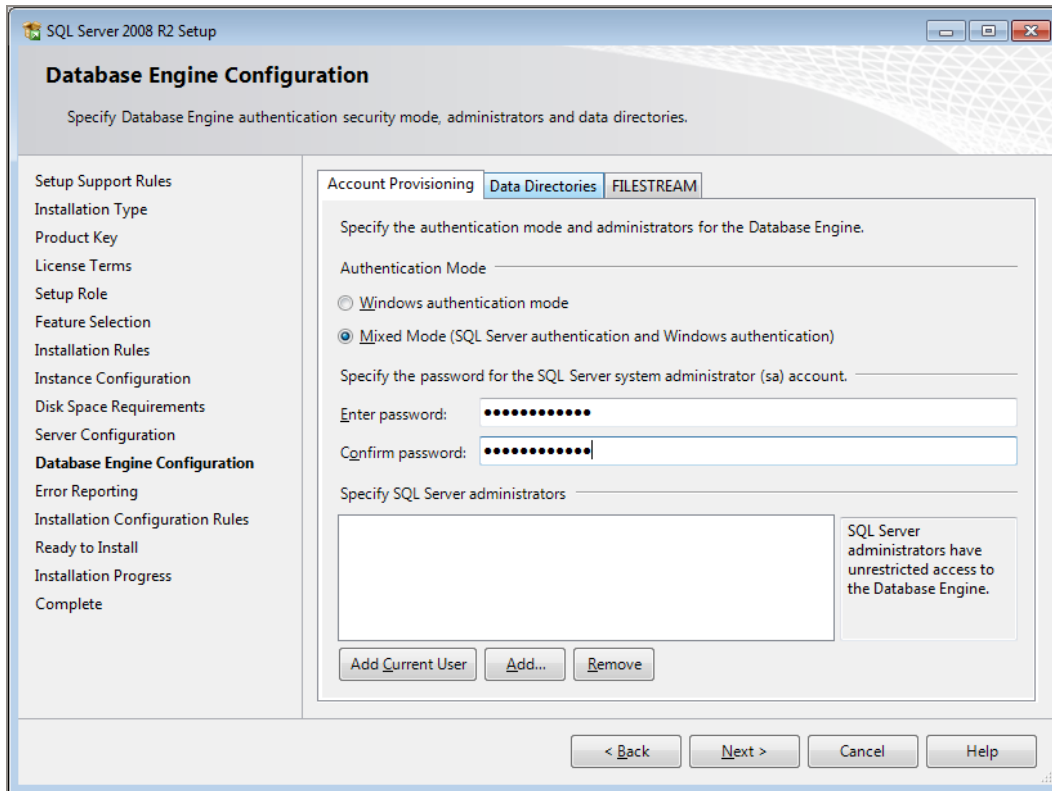 SQL Server 2008 R2 Setup
Database Engine Configuration
Specify Database Engine authentication security mode, administrators and data directories.
Setup Support Rules
Installation Type
Product Key
License Terms
Setup Role
Feature Selection
Installation Rules
Instance Configuration
Disk Space Requirements
Server Configuration
Database Engine Configuration
Error Reporting
Installation Configuration Rules
Ready to Install
Installation Progress
Complete
Account Provisioning Data Directories FILESTREAM
Specify the authentication mode and administrators for the Database Engine.
Authentication Mode
Windows authentication mode
Mixed Mode (SQL Server authentication and Windows authentication)
Specify the password for the SQL Server system administrator (sa) account.
Enter password: ●●●●●●●●●●●●
Confirm password: ●●●●●●●●●●●●
Specify SQL Server administrators
SQL Server
administrators have
unrestricted access to
the Database Engine.
Add Current User Add... Remove
< Back Next > Cancel Help